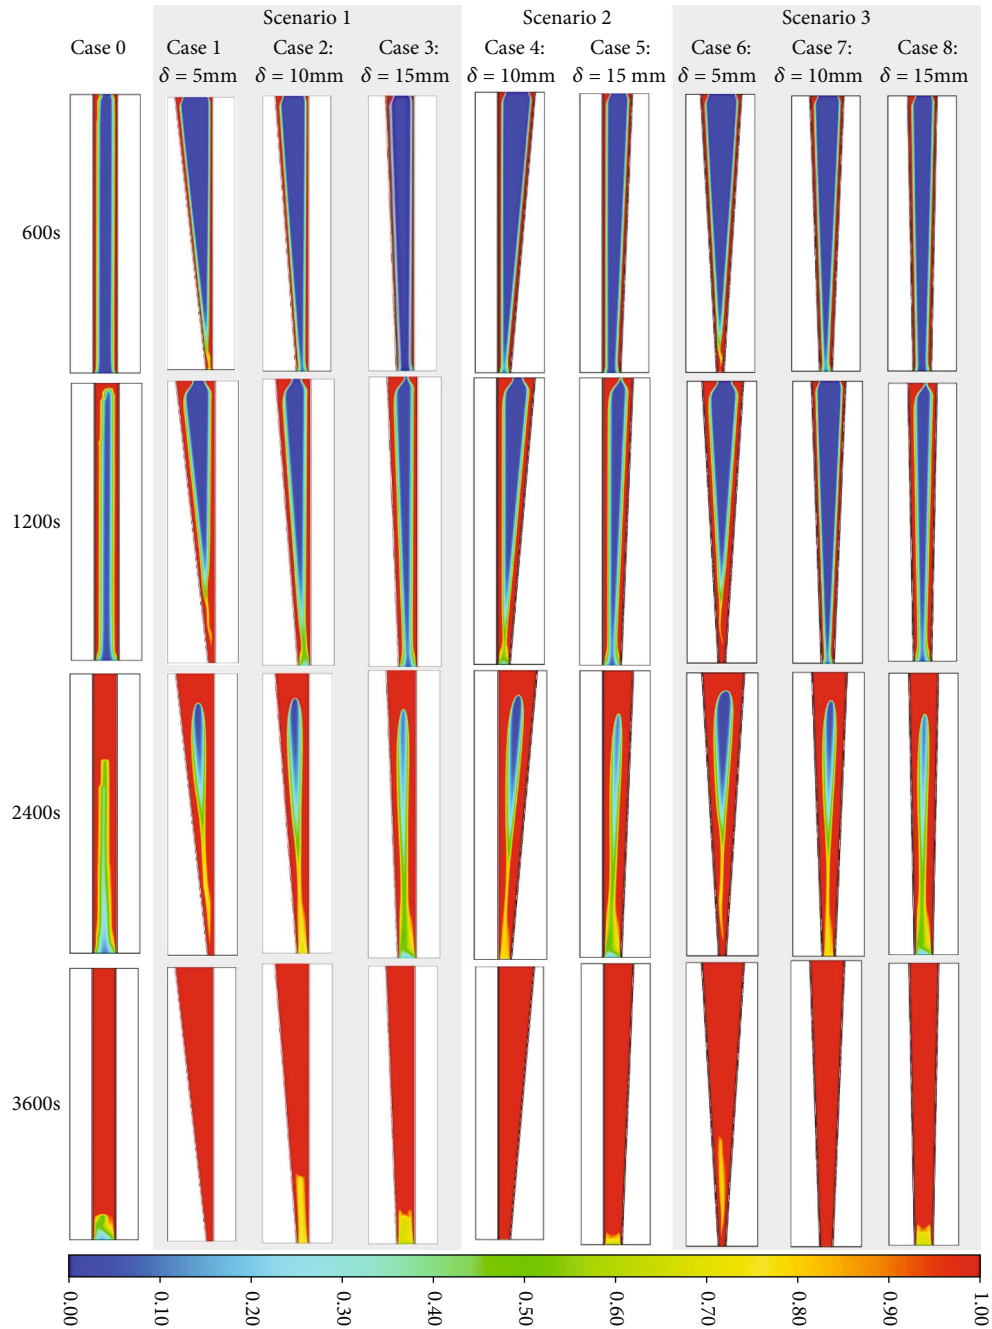 Scenario 1 Scenario 2 Scenario 3
Case 0 Case 1 Case 2: Case 3: Case 4: Case 5: Case 6: Case 7: Case 8:
δ = 5mm δ = 10mm δ = 15mm δ = 10mm δ = 15 mm δ = 5mm δ = 10mm δ = 15mm
600s
1200s
2400s
3600s
0.00 0.10 0.20 0.30 0.40 0.50 0.60 0.70 0.80 0.90 1.00